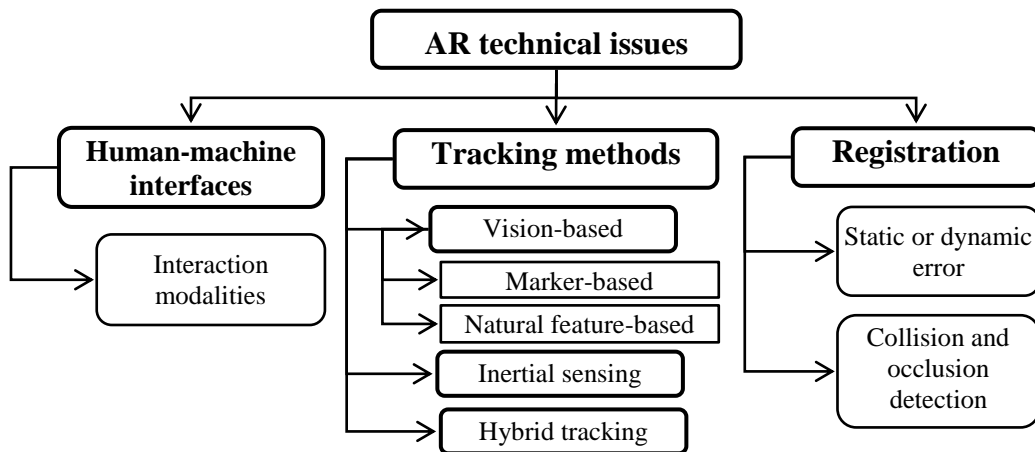 AR technical issues
Human-machine
interfaces
Interaction
modalities
Tracking methods
Vision-based
Marker-based
Natural feature-based
Inertial sensing
Hybrid tracking
Registration
Static or dynamic
error
Collision and
occlusion
detection